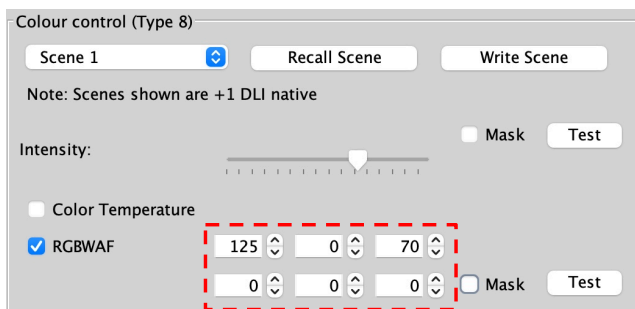 Colour control (Type 8)
Scene 1 Recall Scene Write Scene
Note: Scenes shown are +1 DLI native
Mask Test
Intensity:
Color Temperature
RGBWAF 125 0 70
0 0 0 Mask Test